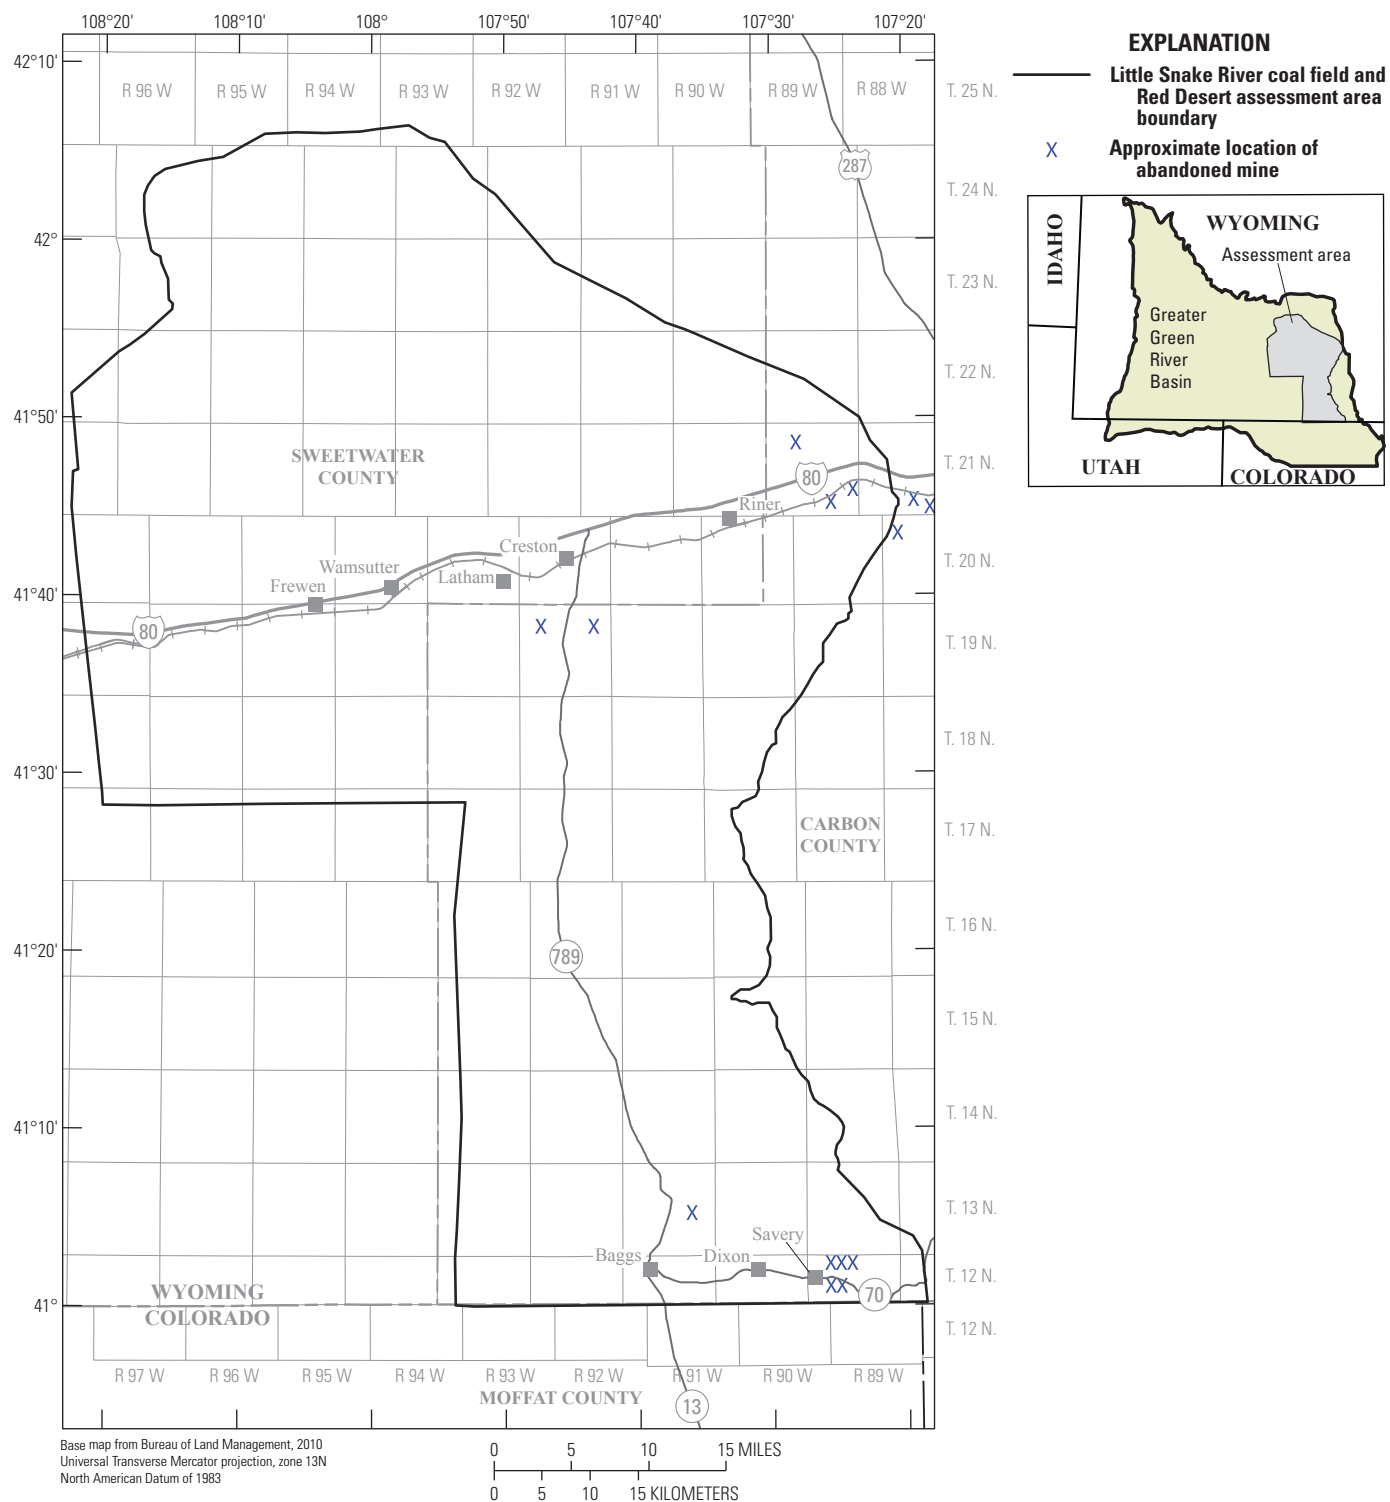 108°20' 108°10' 108° 107°50' 107°40' 107°30' 107°20'
42°10'
R 96 W R 95 W R 94 W R 93 W R 92 W R 91 W R 90 W R 89 W R 88 W T. 25 N.
287
T. 24 N.
42°
T. 23 N.
T. 22 N.
41°50'
X
SWEETWATER
COUNTY
T. 21 N.
80
X X X X
Riner
X
Creston
T. 20 N.
Wamsutter
Latham
Frewen
41°40'
80
X X
T. 19 N.
T. 18 N.
41°30'
CARBON
COUNTY
T. 17 N.
T. 16 N.
41°20'
789
T. 15 N.
T. 14 N.
41°10'
T. 13 N.
X
Savery
Baggs Dixon
XXX
T. 12 N.
XX
70
WYOMING
41°
COLORADO
T. 12 N.
R 97 W R 96 W R 95 W R 94 W R 93 W R 92 W R 91 W R 90 W R 89 W
MOFFAT COUNTY
13
EXPLANATION
Little Snake River coal field and
Red Desert assessment area
boundary
X Approximate location of
abandoned mine
IDAHO
WYOMING
Assessment area
Greater
Green
River
Basin
UTAH
COLORADO
Base map from Bureau of Land Management, 2010
Universal Transverse Mercator projection, zone 13N
North American Datum of 1983
0 5 10 15 MILES
0 5 10 15 KILOMETERS